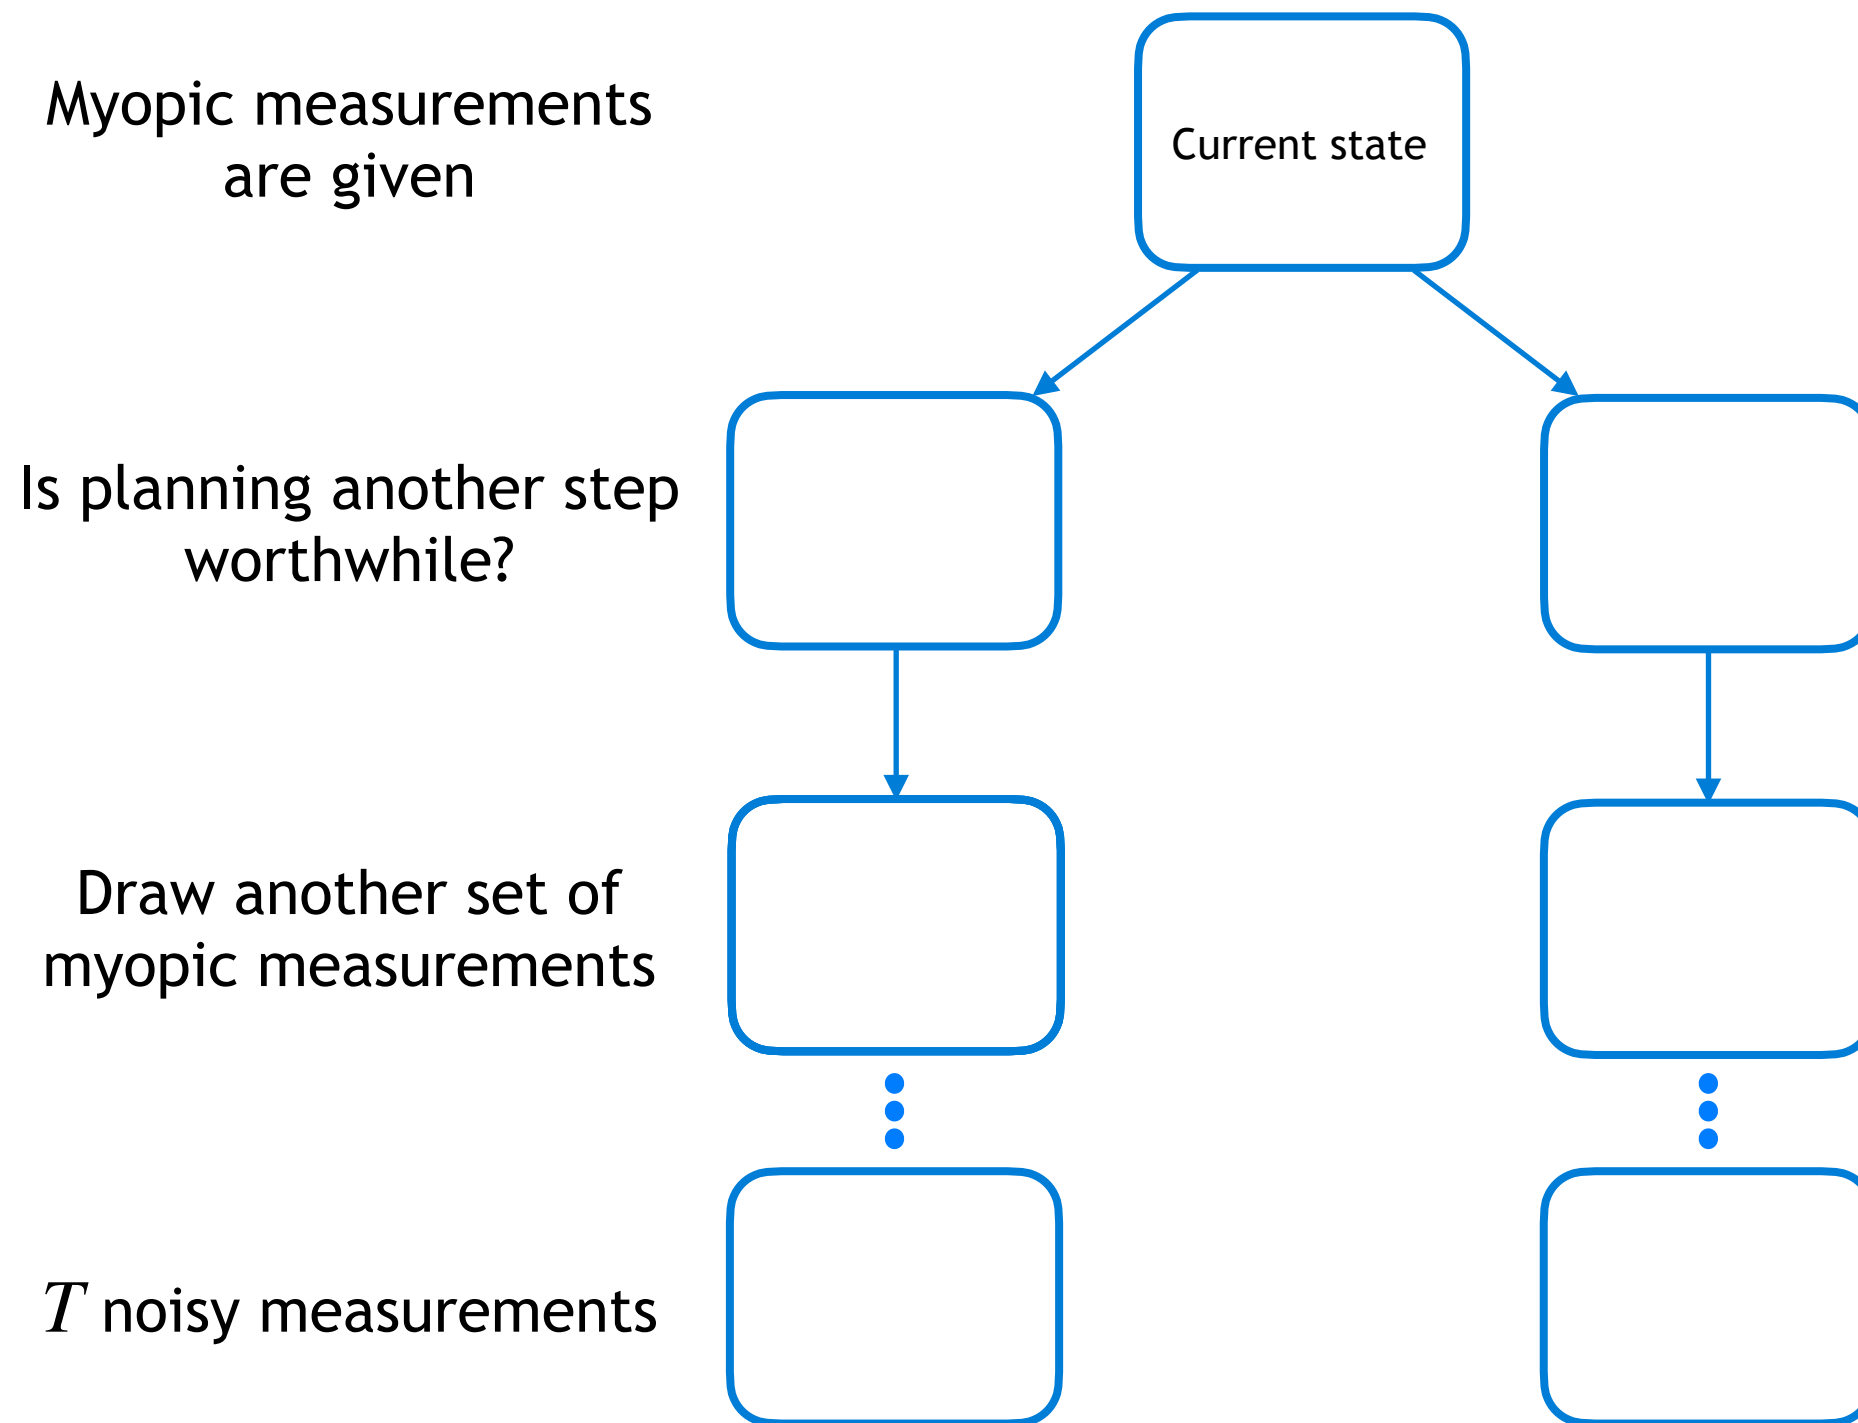 Myopic measurements
are given
Current state
Is planning another step
worthwhile?
Draw another set of
myopic measurements
T noisy measurements